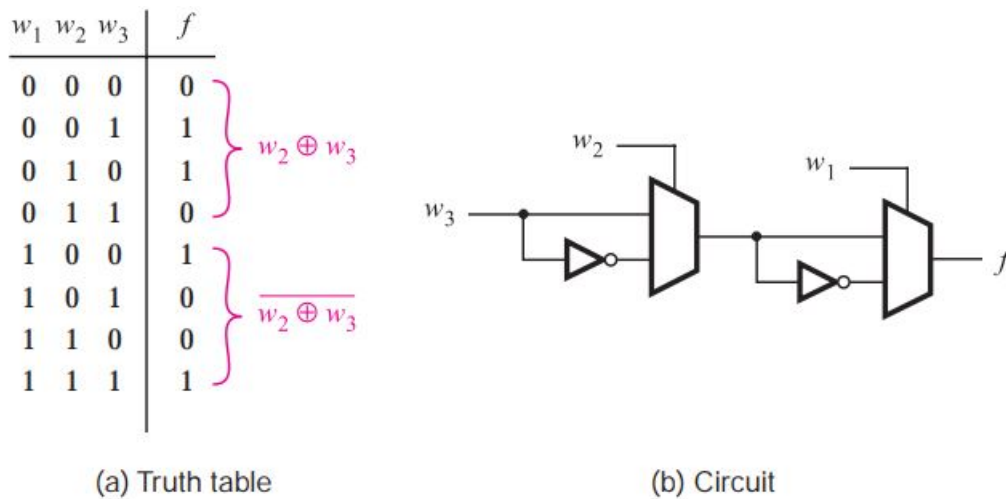 w₁ w₂ w₃ f
0 0 0 0
0 0 1 1
0 1 0 1
0 1 1 0
w₂ ⊕ w₃
1 0 0 1
1 0 1 0
1 1 0 0
1 1 1 1
w̅₂̅ ̅⊕̅ ̅w̅₃̅
(a) Truth table
w₂
w₁
w₃
f
(b) Circuit